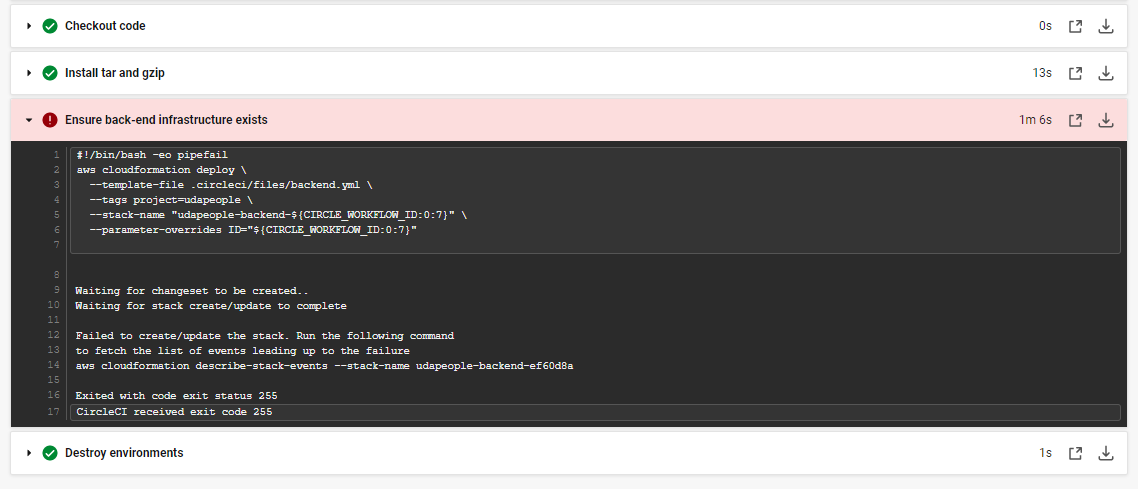 Checkout code 0s
Install tar and gzip 13s
Ensure back-end infrastructure exists 1m 6s
1 #!/bin/bash -eo pipefail
2 aws cloudformation deploy \
3 --template-file .circleci/files/backend.yml \
4 --tags project=udapeople \
5 --stack-name "udapeople-backend-${CIRCLE_WORKFLOW_ID:0:7}" \
6 --parameter-overrides ID="${CIRCLE_WORKFLOW_ID:0:7}"
7
8
9 Waiting for changeset to be created..
10 Waiting for stack create/update to complete
11
12 Failed to create/update the stack. Run the following command
13 to fetch the list of events leading up to the failure
14 aws cloudformation describe-stack-events --stack-name udapeople-backend-ef60d8a
15
16 Exited with code exit status 255
17 CircleCI received exit code 255
Destroy environments 1s